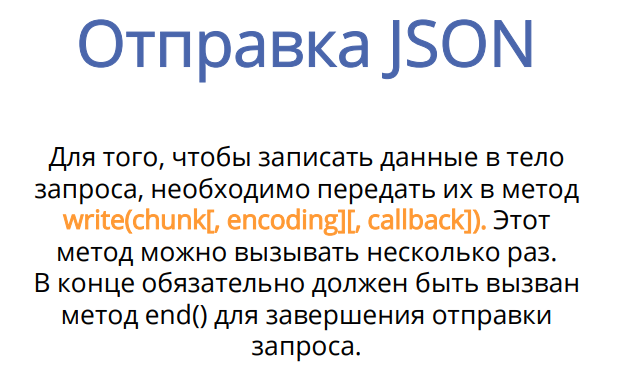 Отправка JSON
Для того, чтобы записать данные в тело
запроса, необходимо передать их в метод
write(chunk[, encoding][, callback]). Этот
метод можно вызывать несколько раз.
В конце обязательно должен быть вызван
метод end() для завершения отправки
запроса.